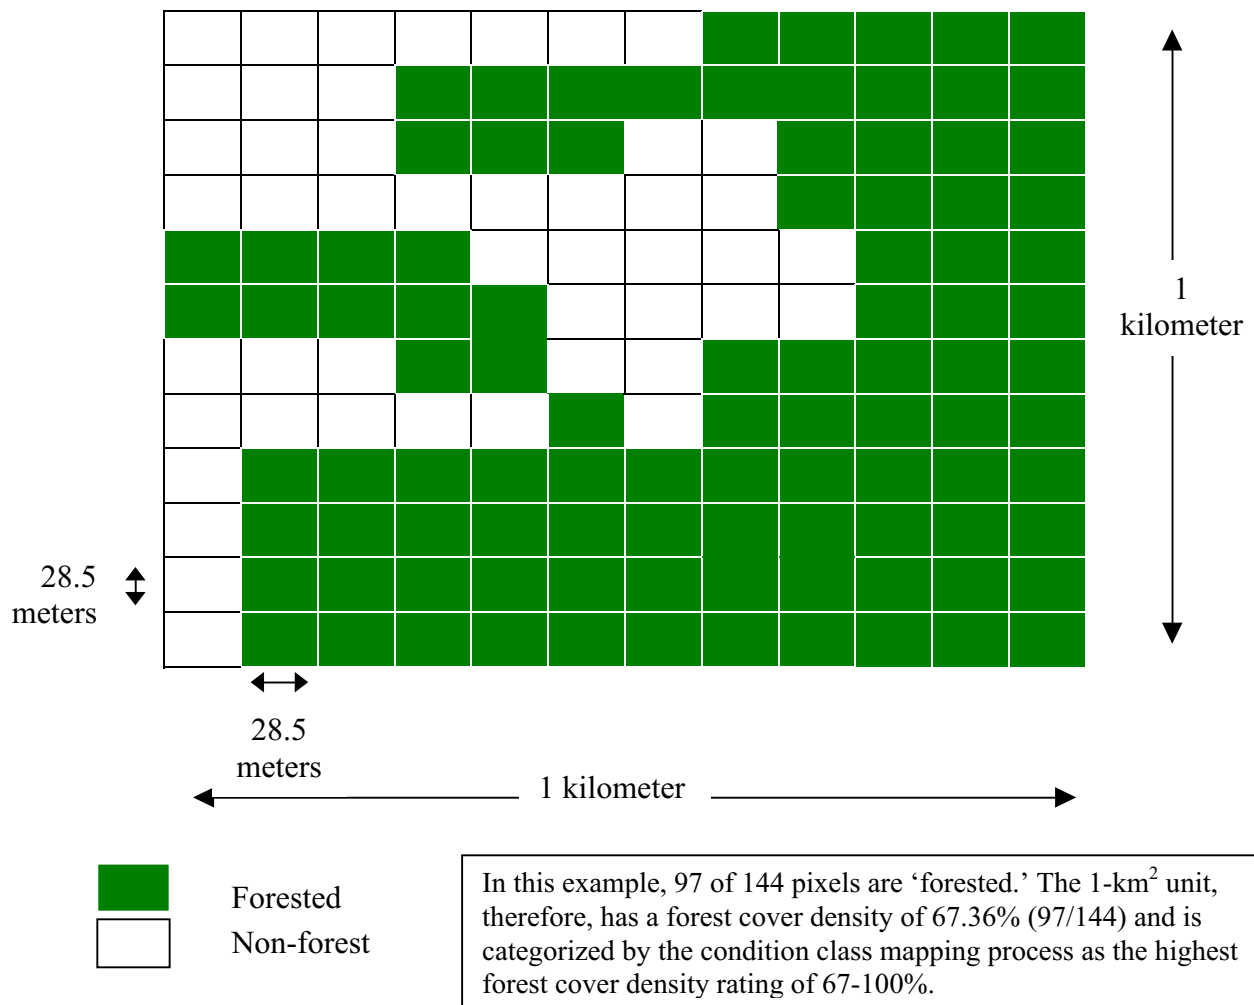 1
kilometer
28.5
meters
28.5
meters
1 kilometer
Forested
Non-forest
In this example, 97 of 144 pixels are ‘forested.’ The 1-km² unit,
therefore, has a forest cover density of 67.36% (97/144) and is
categorized by the condition class mapping process as the highest
forest cover density rating of 67-100%.